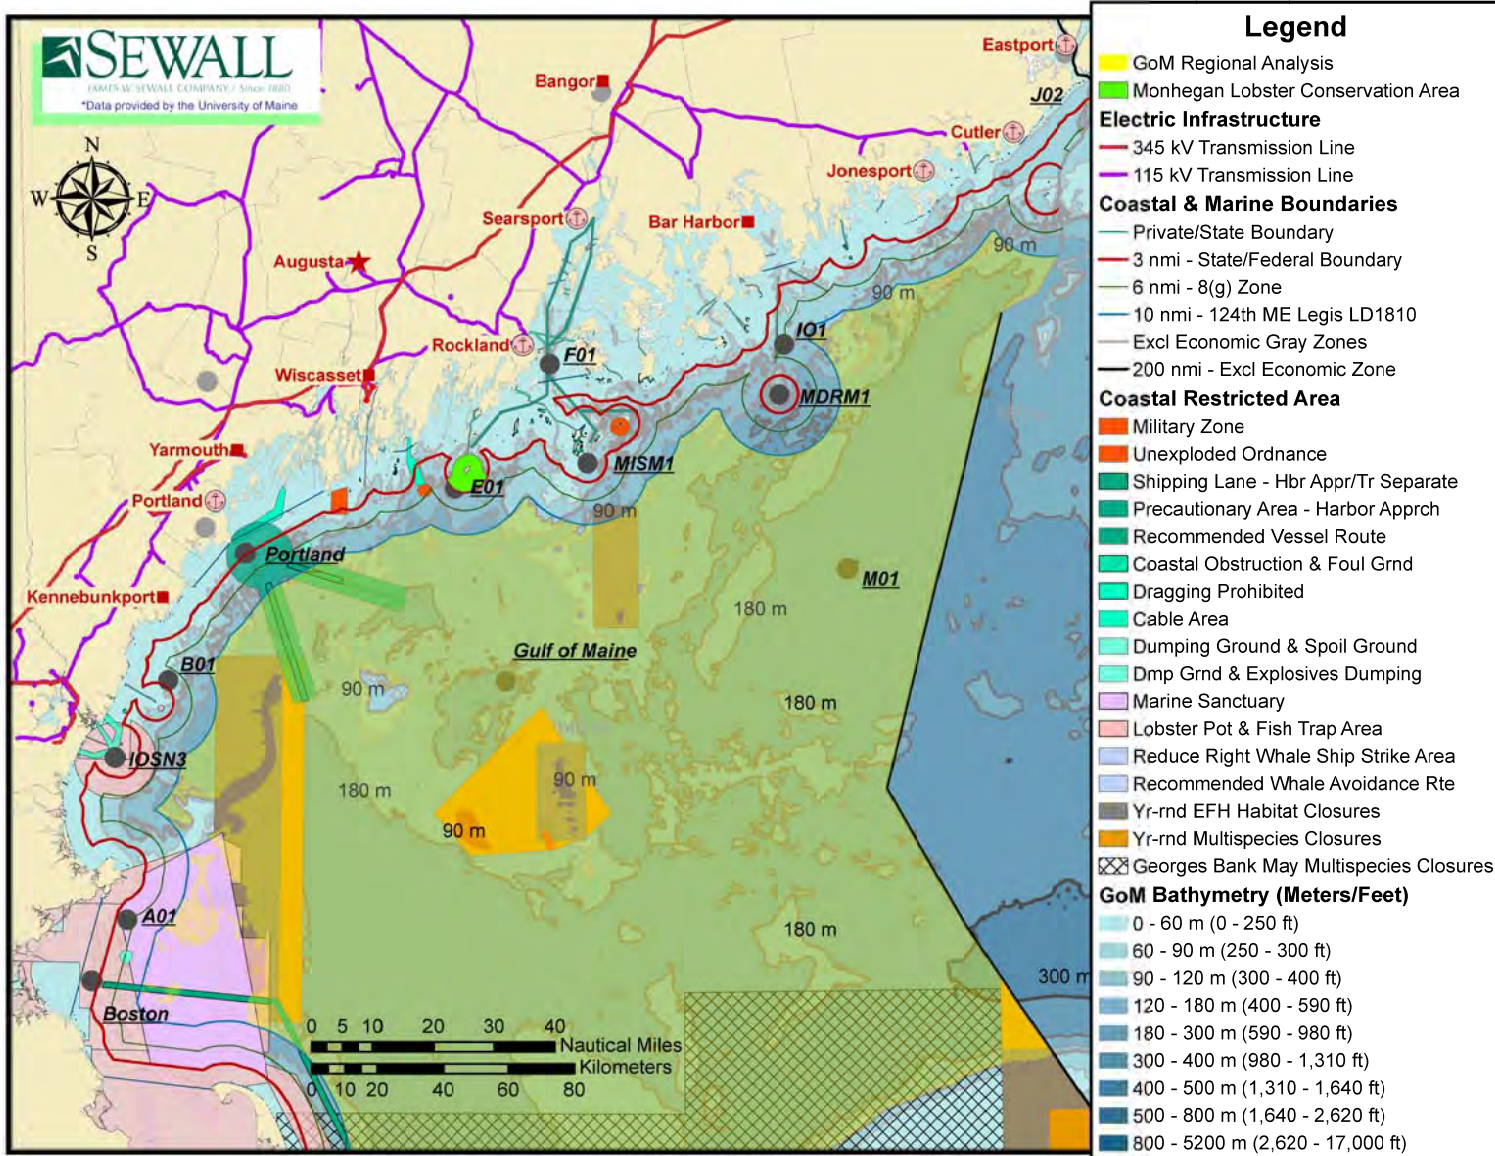 SEWALL
JAMES W. SEWALL COMPANY / Since 1880
*Data provided by the University of Maine
N
W E
S
Eastport
J02
Bangor
Cutler
Jonesport
Searsport
Bar Harbor
90 m
Augusta
90 m
IO1
Rockland
F01
Wiscasset
MDRM1
Yarmouth
MISM1
E01
Portland
90 m
Portland
M01
Kennebunkport
180 m
Gulf of Maine
B01
90 m
180 m
IOSN3
90 m
180 m
90 m
A01
180 m
300 m
Boston
0 5 10 20 30 40
Nautical Miles
Kilometers
0 10 20 40 60 80
Legend
GoM Regional Analysis
Monhegan Lobster Conservation Area
Electric Infrastructure
345 kV Transmission Line
115 kV Transmission Line
Coastal & Marine Boundaries
Private/State Boundary
3 nmi - State/Federal Boundary
6 nmi - 8(g) Zone
10 nmi - 124th ME Legis LD1810
Excl Economic Gray Zones
200 nmi - Excl Economic Zone
Coastal Restricted Area
Military Zone
Unexploded Ordnance
Shipping Lane - Hbr Appr/Tr Separate
Precautionary Area - Harbor Apprch
Recommended Vessel Route
Coastal Obstruction & Foul Grnd
Dragging Prohibited
Cable Area
Dumping Ground & Spoil Ground
Dmp Grnd & Explosives Dumping
Marine Sanctuary
Lobster Pot & Fish Trap Area
Reduce Right Whale Ship Strike Area
Recommended Whale Avoidance Rte
Yr-rnd EFH Habitat Closures
Yr-rnd Multispecies Closures
Georges Bank May Multispecies Closures
GoM Bathymetry (Meters/Feet)
0 - 60 m (0 - 250 ft)
60 - 90 m (250 - 300 ft)
90 - 120 m (300 - 400 ft)
120 - 180 m (400 - 590 ft)
180 - 300 m (590 - 980 ft)
300 - 400 m (980 - 1,310 ft)
400 - 500 m (1,310 - 1,640 ft)
500 - 800 m (1,640 - 2,620 ft)
800 - 5200 m (2,620 - 17,000 ft)